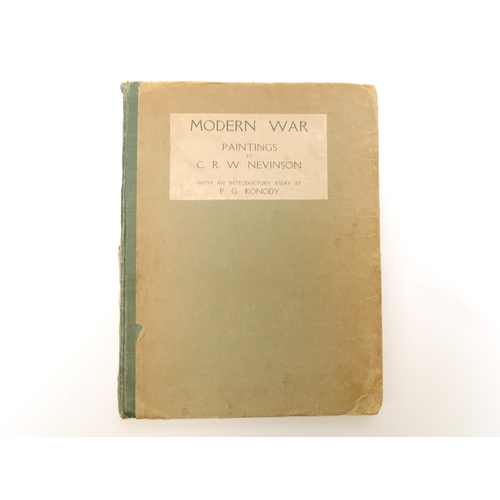 MODERN WAR
PAINTINGS
BY
C. R. W. NEVINSON
WITH AN INTRODUCTORY ESSAY BY
P. G. KONODY